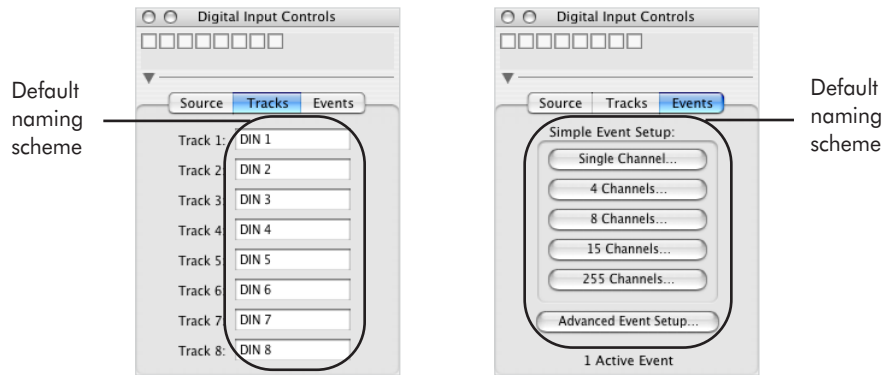 Digital Input Controls
Source Tracks Events
Default
naming
scheme
Track 1: DIN 1
Track 2: DIN 2
Track 3: DIN 3
Track 4: DIN 4
Track 5: DIN 5
Track 6: DIN 6
Track 7: DIN 7
Track 8: DIN 8
Digital Input Controls
Source Tracks Events
Simple Event Setup:
Single Channel...
4 Channels...
8 Channels...
15 Channels...
255 Channels...
Advanced Event Setup...
1 Active Event
Default
naming
scheme